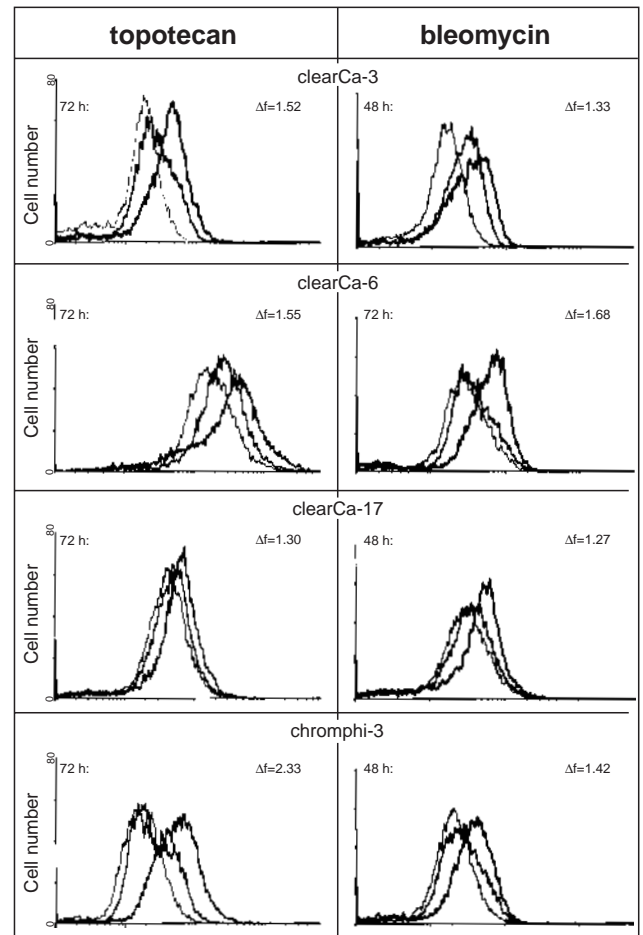 topotecan bleomycin
clearCa-3
80 72 h: Δf=1.52 48 h: Δf=1.33
Cell number
0
clearCa-6
80 72 h: Δf=1.55 72 h: Δf=1.68
Cell number
0
clearCa-17
80 72 h: Δf=1.30 48 h: Δf=1.27
Cell number
0
chromphi-3
80 72 h: Δf=2.33 48 h: Δf=1.42
Cell number
0